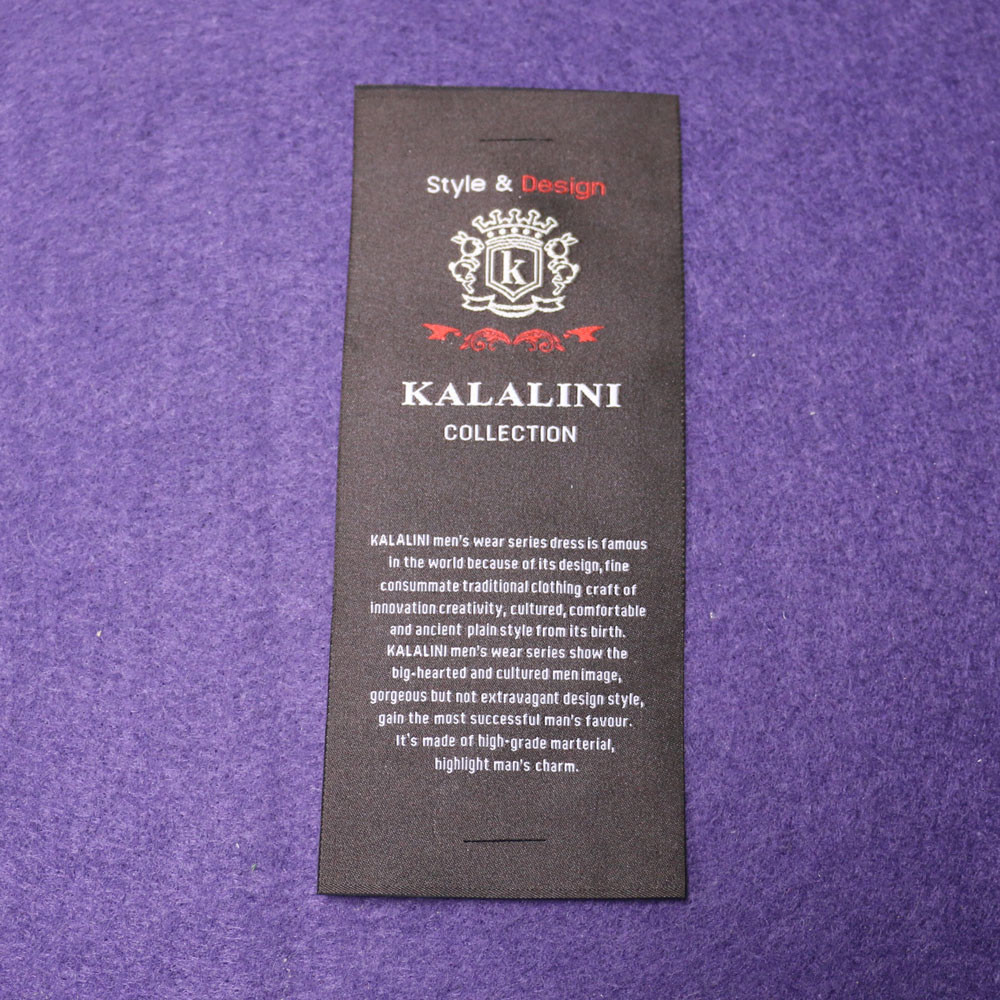 Style & Design
k
KALALINI
COLLECTION
KALALINI men's wear series dress is famous
in the world because of its design, fine
consummate traditional clothing craft of
innovation creativity, cultured, comfortable
and ancient plain style from its birth.
KALALINI men's wear series show the
big-hearted and cultured men image,
gorgeous but not extravagant design style,
gain the most successful man's favour.
It's made of high-grade marterial,
highlight man's charm.